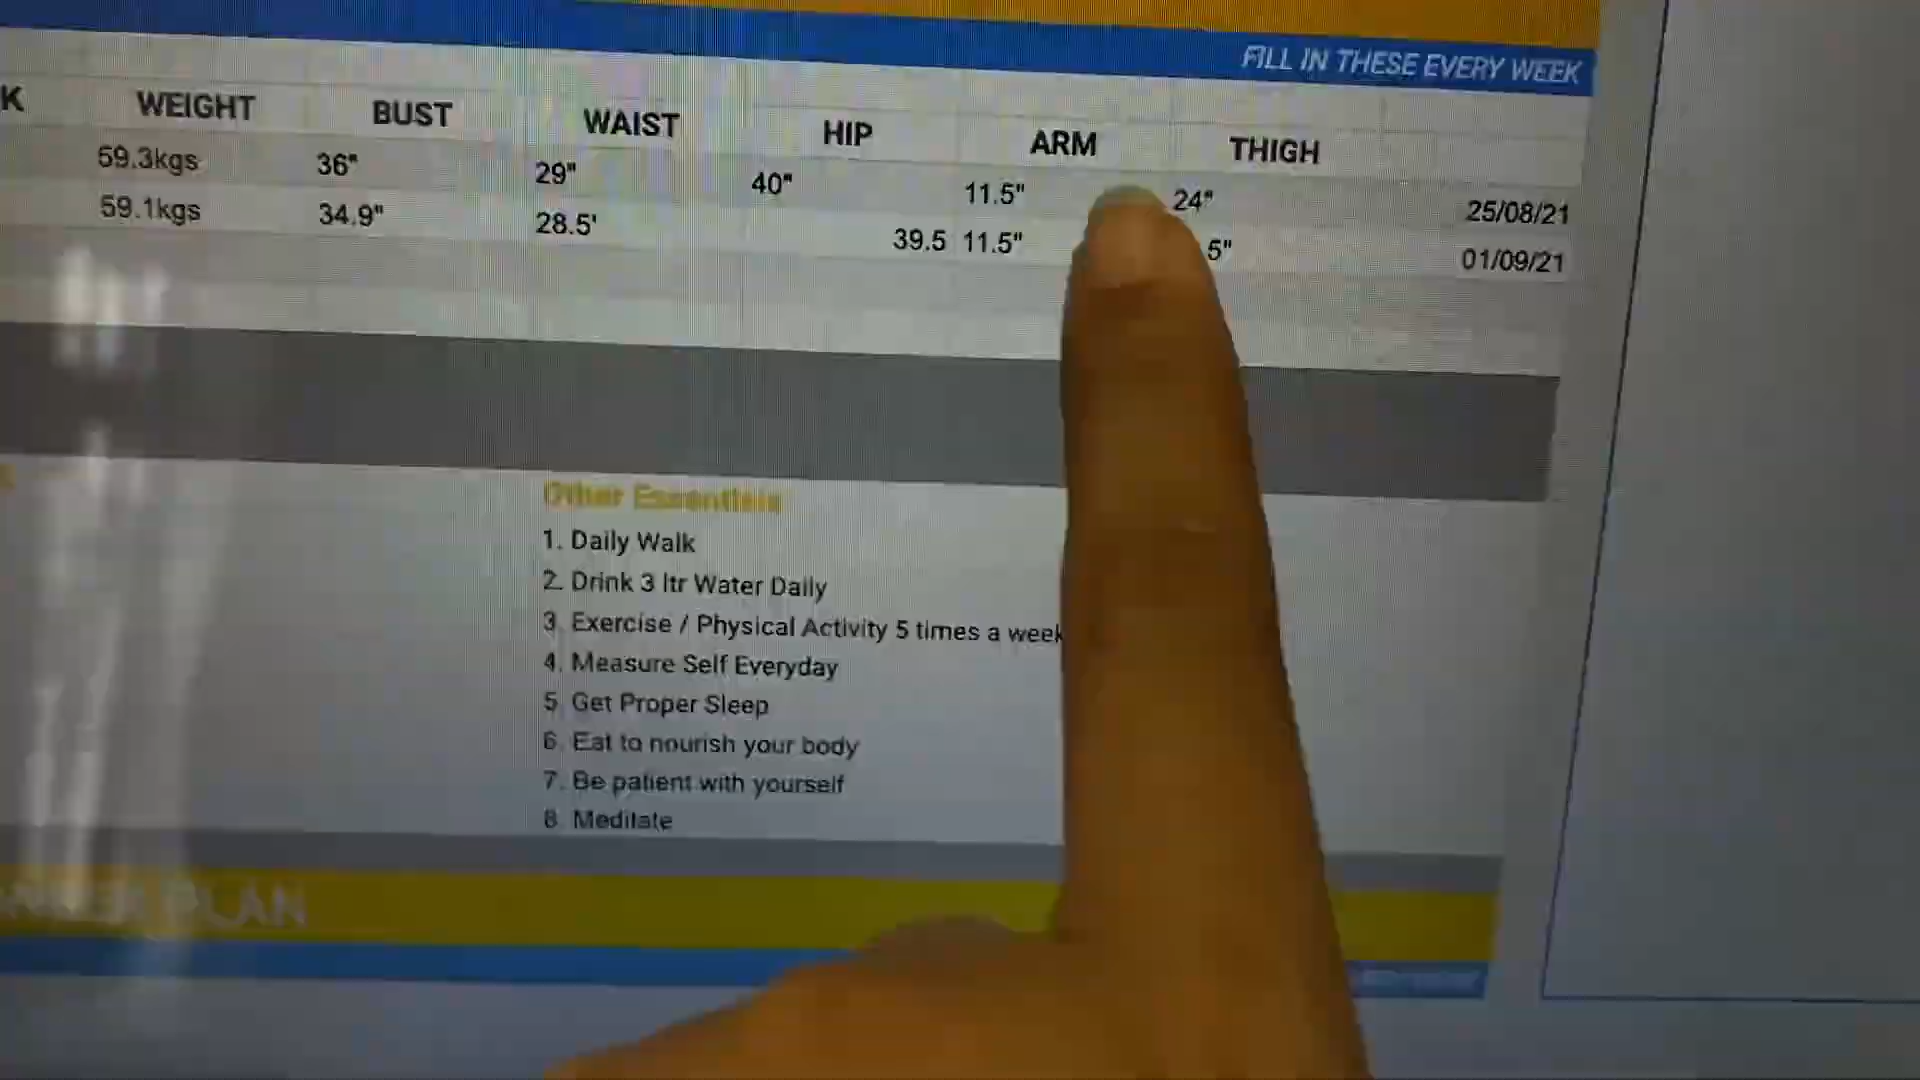 FILL IN THESE EVERY WEEK
K WEIGHT BUST WAIST HIP ARM THIGH
59.3kgs 36" 29" 40" 11.5" 24" 25/08/21
59.1kgs 34.9" 28.5' 39.5 11.5" 5" 01/09/21
Other Essentials
1. Daily Walk
2. Drink 3 ltr Water Daily
3. Exercise / Physical Activity 5 times a week
4. Measure Self Everyday
5. Get Proper Sleep
6. Eat to nourish your body
7. Be patient with yourself
8. Meditate
PLAN